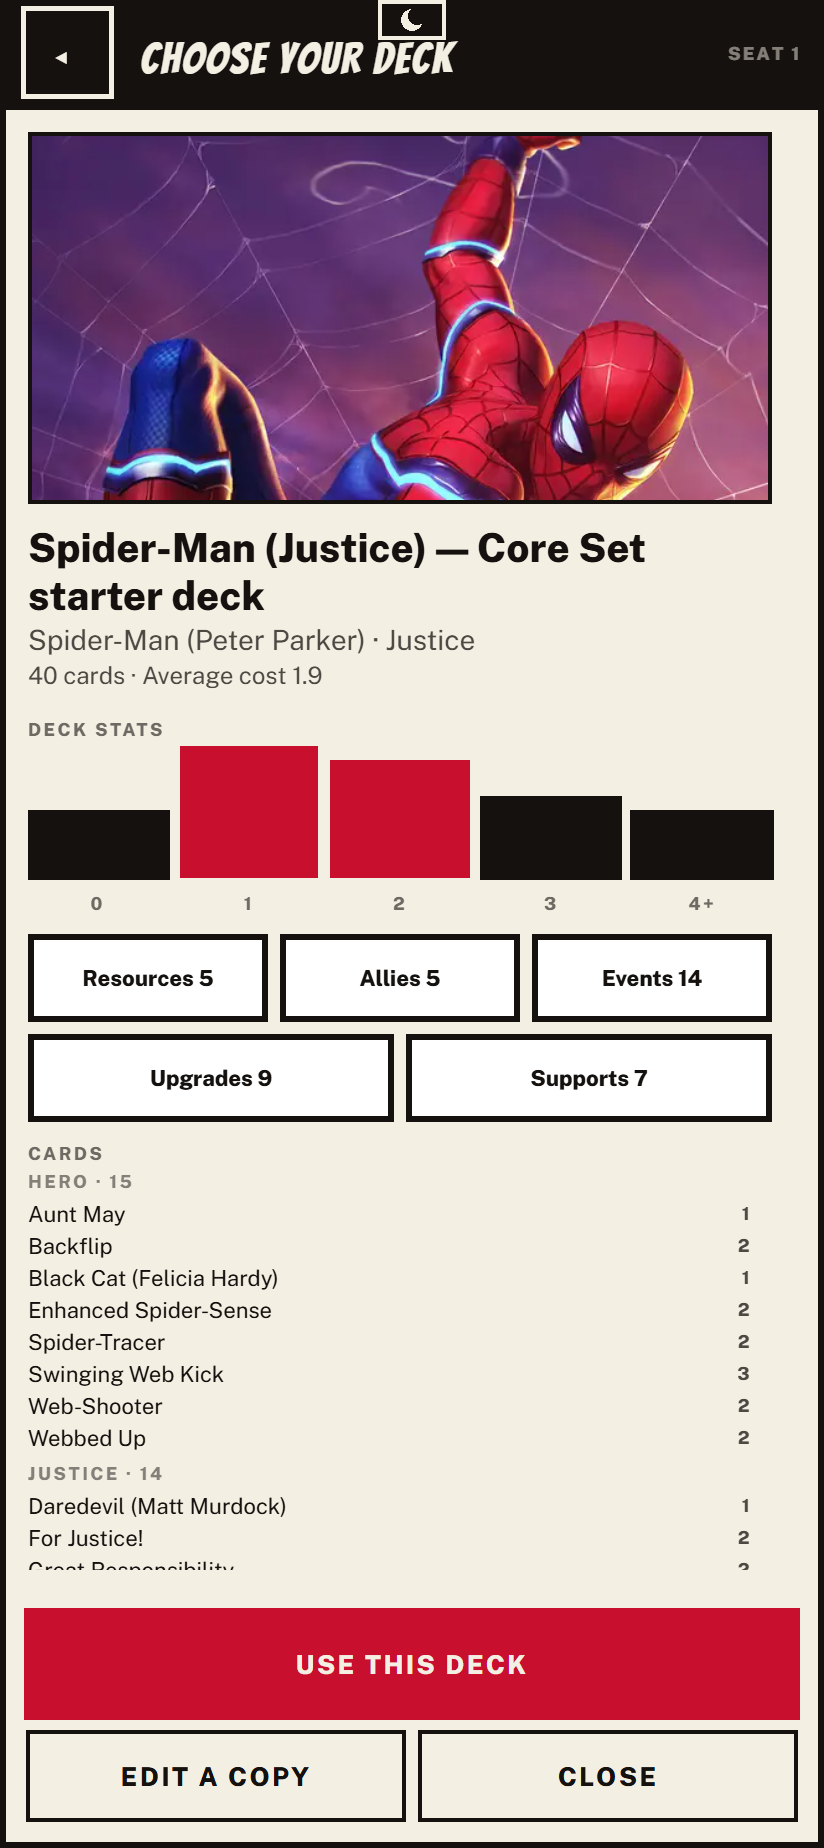 CHOOSE YOUR DECK
SEAT 1
Spider-Man (Justice) — Core Set
starter deck
Spider-Man (Peter Parker) · Justice
40 cards · Average cost 1.9
DECK STATS
0 1 2 3 4+
Resources 5 Allies 5 Events 14
Upgrades 9 Supports 7
CARDS
HERO · 15
Aunt May 1
Backflip 2
Black Cat (Felicia Hardy) 1
Enhanced Spider-Sense 2
Spider-Tracer 2
Swinging Web Kick 3
Web-Shooter 2
Webbed Up 2
JUSTICE · 14
Daredevil (Matt Murdock) 1
For Justice! 2
Great Responsibility
USE THIS DECK
EDIT A COPY CLOSE